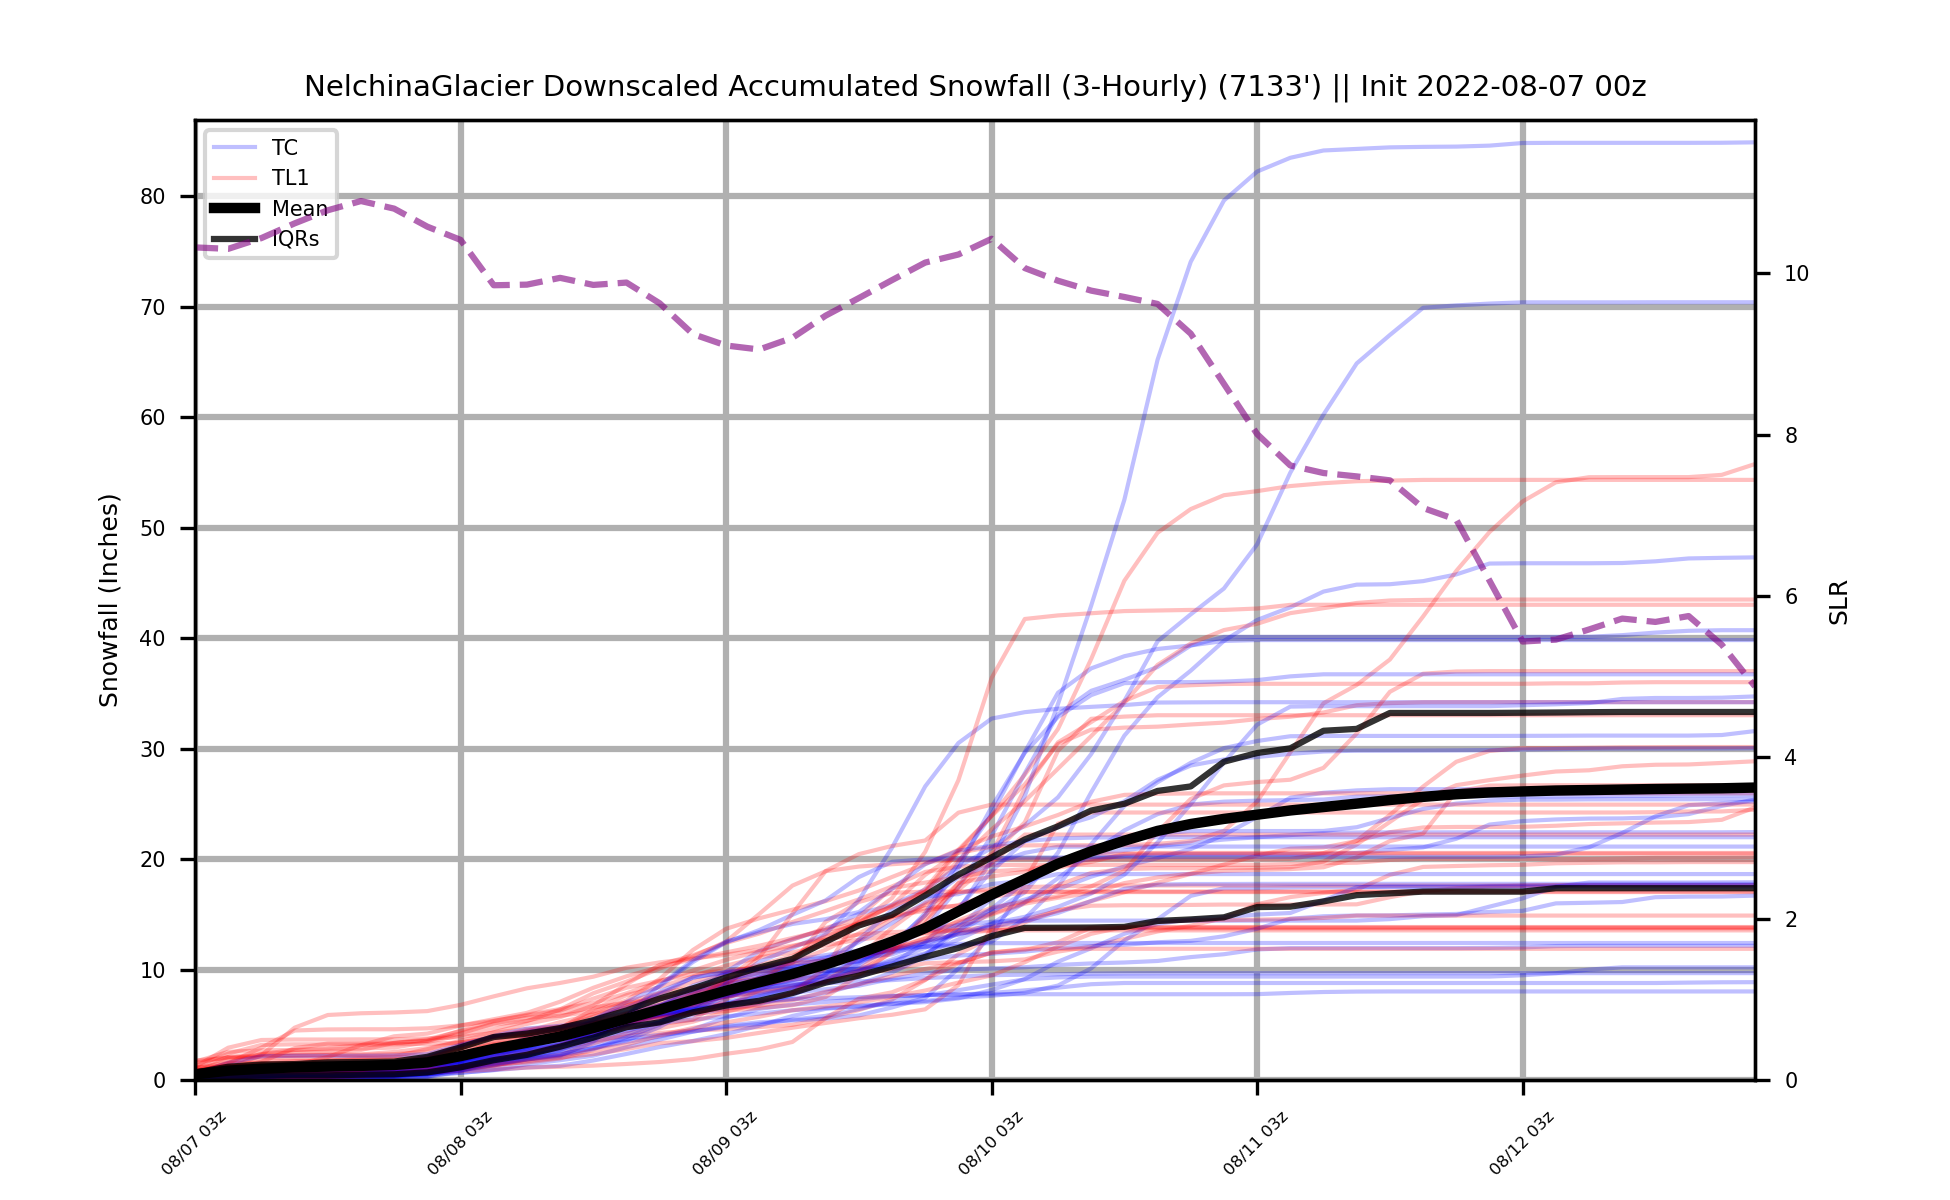 NelchinaGlacier Downscaled Accumulated Snowfall (3-Hourly) (7133') || Init 2022-08-07 00z
TC
TL1
Mean
IQRs
Snowfall (Inches)
80
70
60
50
40
30
20
10
0
SLR
10
8
6
4
2
0
08/07 03z
08/08 03z
08/09 03z
08/10 03z
08/11 03z
08/12 03z